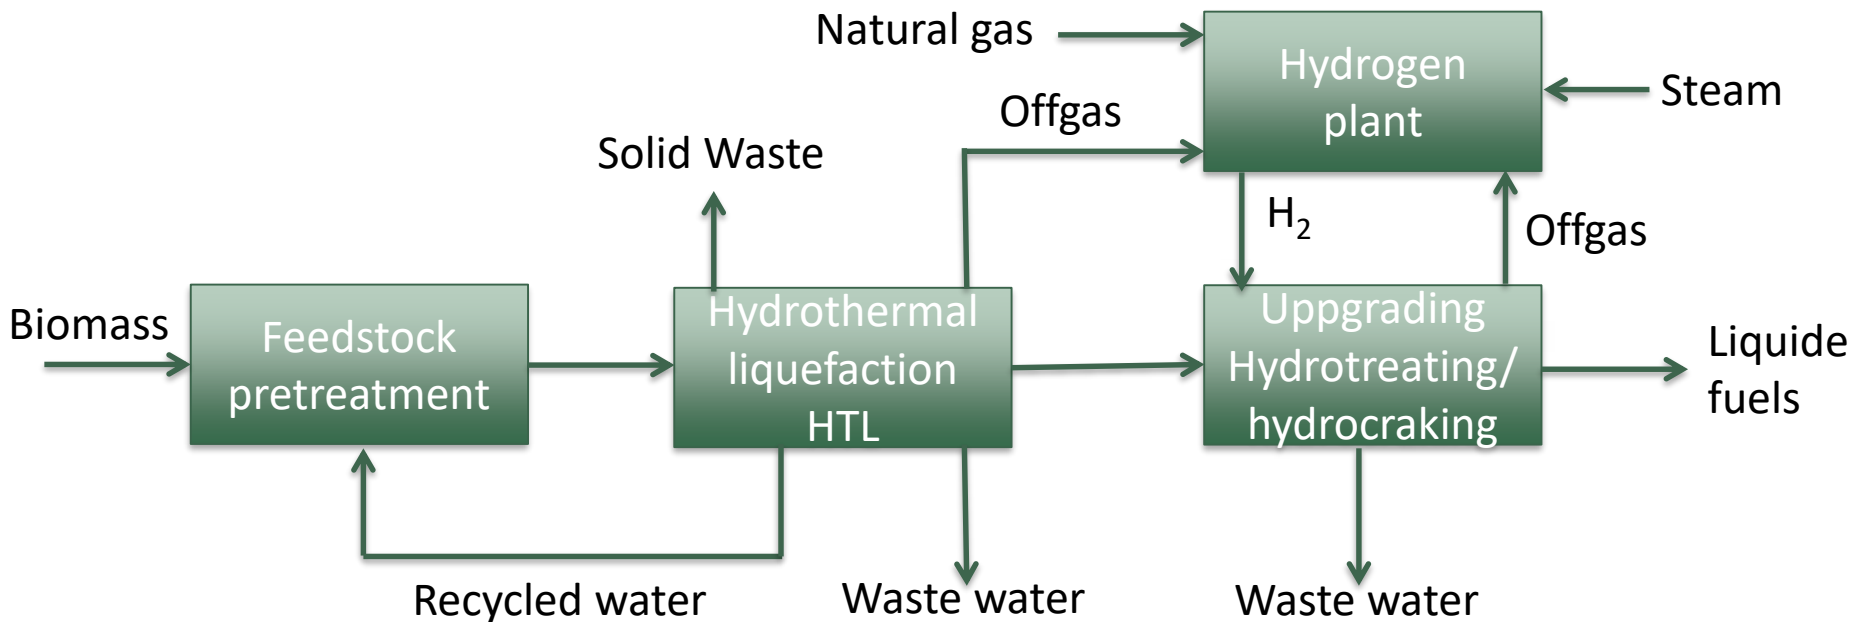 Natural gas
Hydrogen
plant
Steam
Offgas
Solid Waste
H₂
Offgas
Biomass
Feedstock
pretreatment
Hydrothermal
liquefaction
HTL
Uppgrading
Hydrotreating/
hydrocraking
Liquide
fuels
Recycled water
Waste water
Waste water